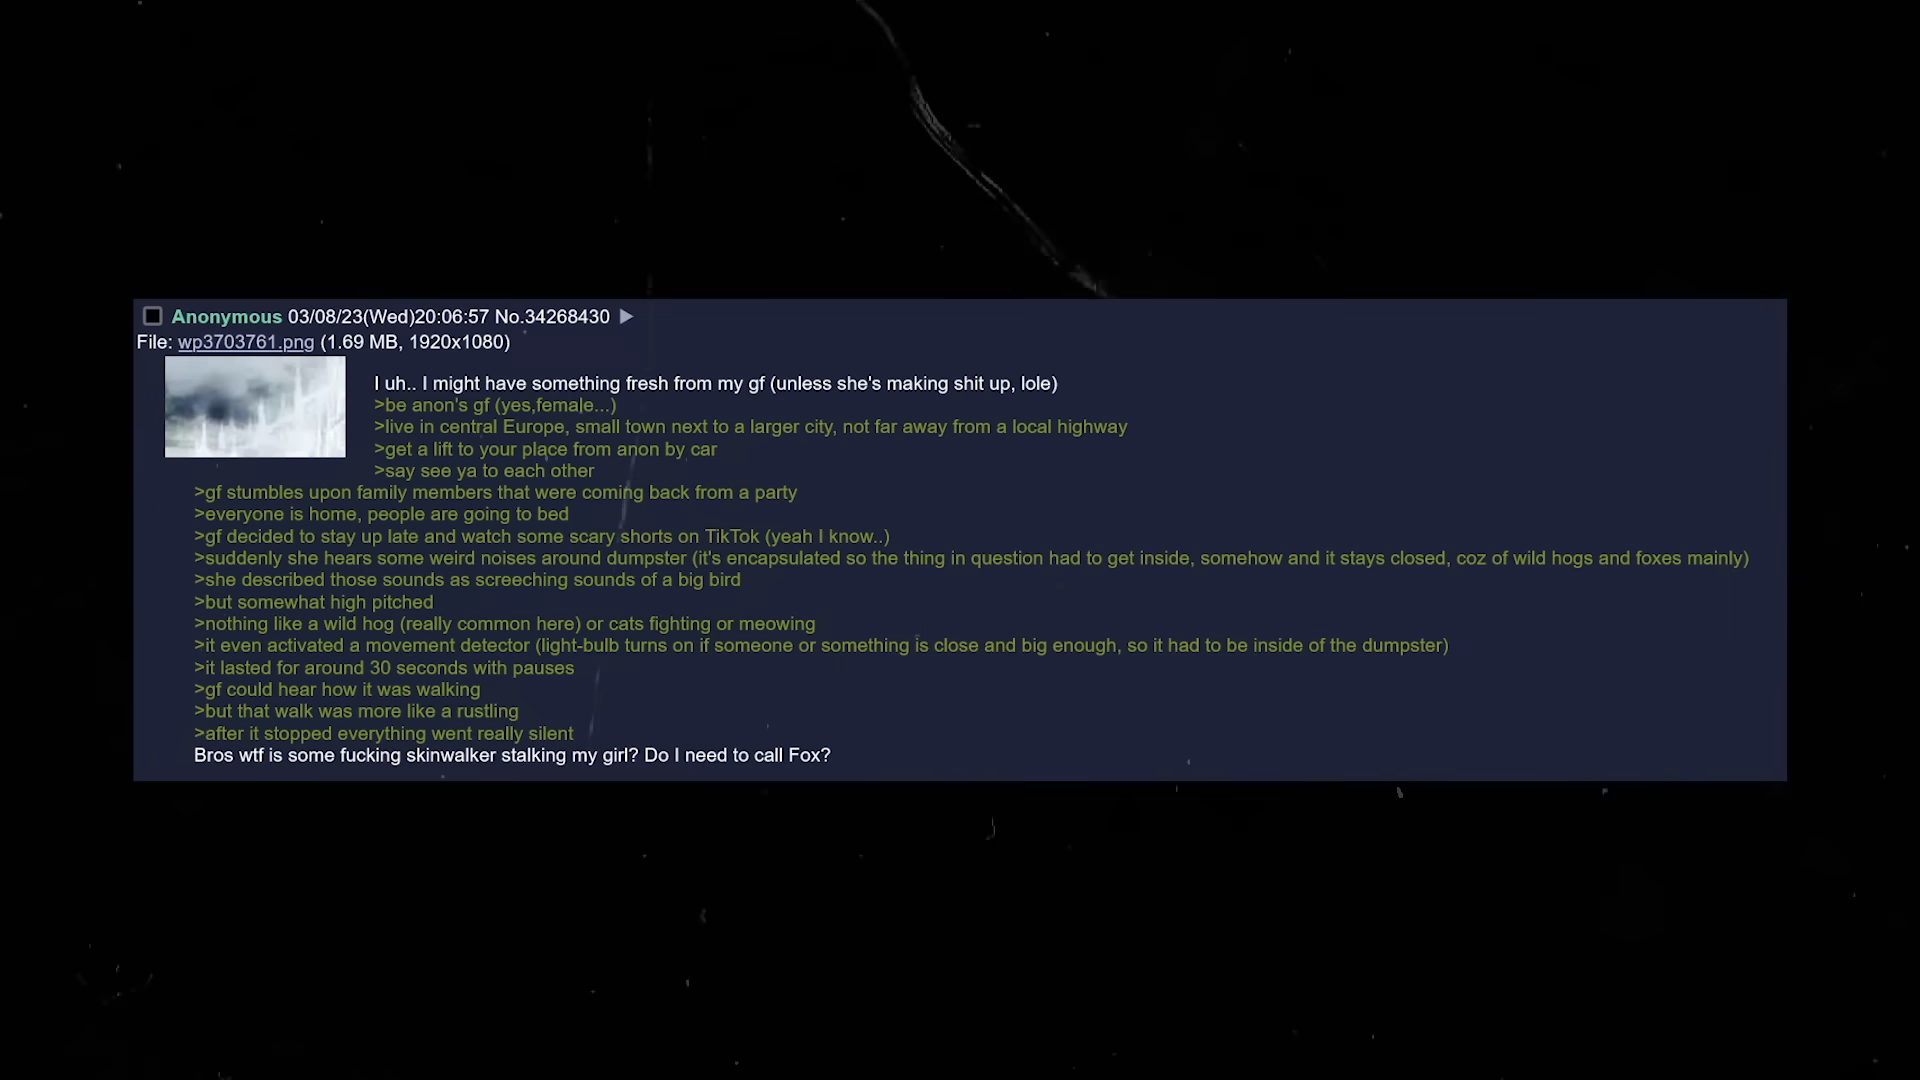 Anonymous 03/08/23(Wed)20:06:57 No.34268430 ▶
File: wp3703761.png (1.69 MB, 1920x1080)
I uh.. I might have something fresh from my gf (unless she's making shit up, lole)
>be anon's gf (yes,female...)
>live in central Europe, small town next to a larger city, not far away from a local highway
>get a lift to your place from anon by car
>say see ya to each other
>gf stumbles upon family members that were coming back from a party
>everyone is home, people are going to bed
>gf decided to stay up late and watch some scary shorts on TikTok (yeah I know..)
>suddenly she hears some weird noises around dumpster (it's encapsulated so the thing in question had to get inside, somehow and it stays closed, coz of wild hogs and foxes mainly)
>she described those sounds as screeching sounds of a big bird
>but somewhat high pitched
>nothing like a wild hog (really common here) or cats fighting or meowing
>it even activated a movement detector (light-bulb turns on if someone or something is close and big enough, so it had to be inside of the dumpster)
>it lasted for around 30 seconds with pauses
>gf could hear how it was walking
>but that walk was more like a rustling
>after it stopped everything went really silent
Bros wtf is some fucking skinwalker stalking my girl? Do I need to call Fox?